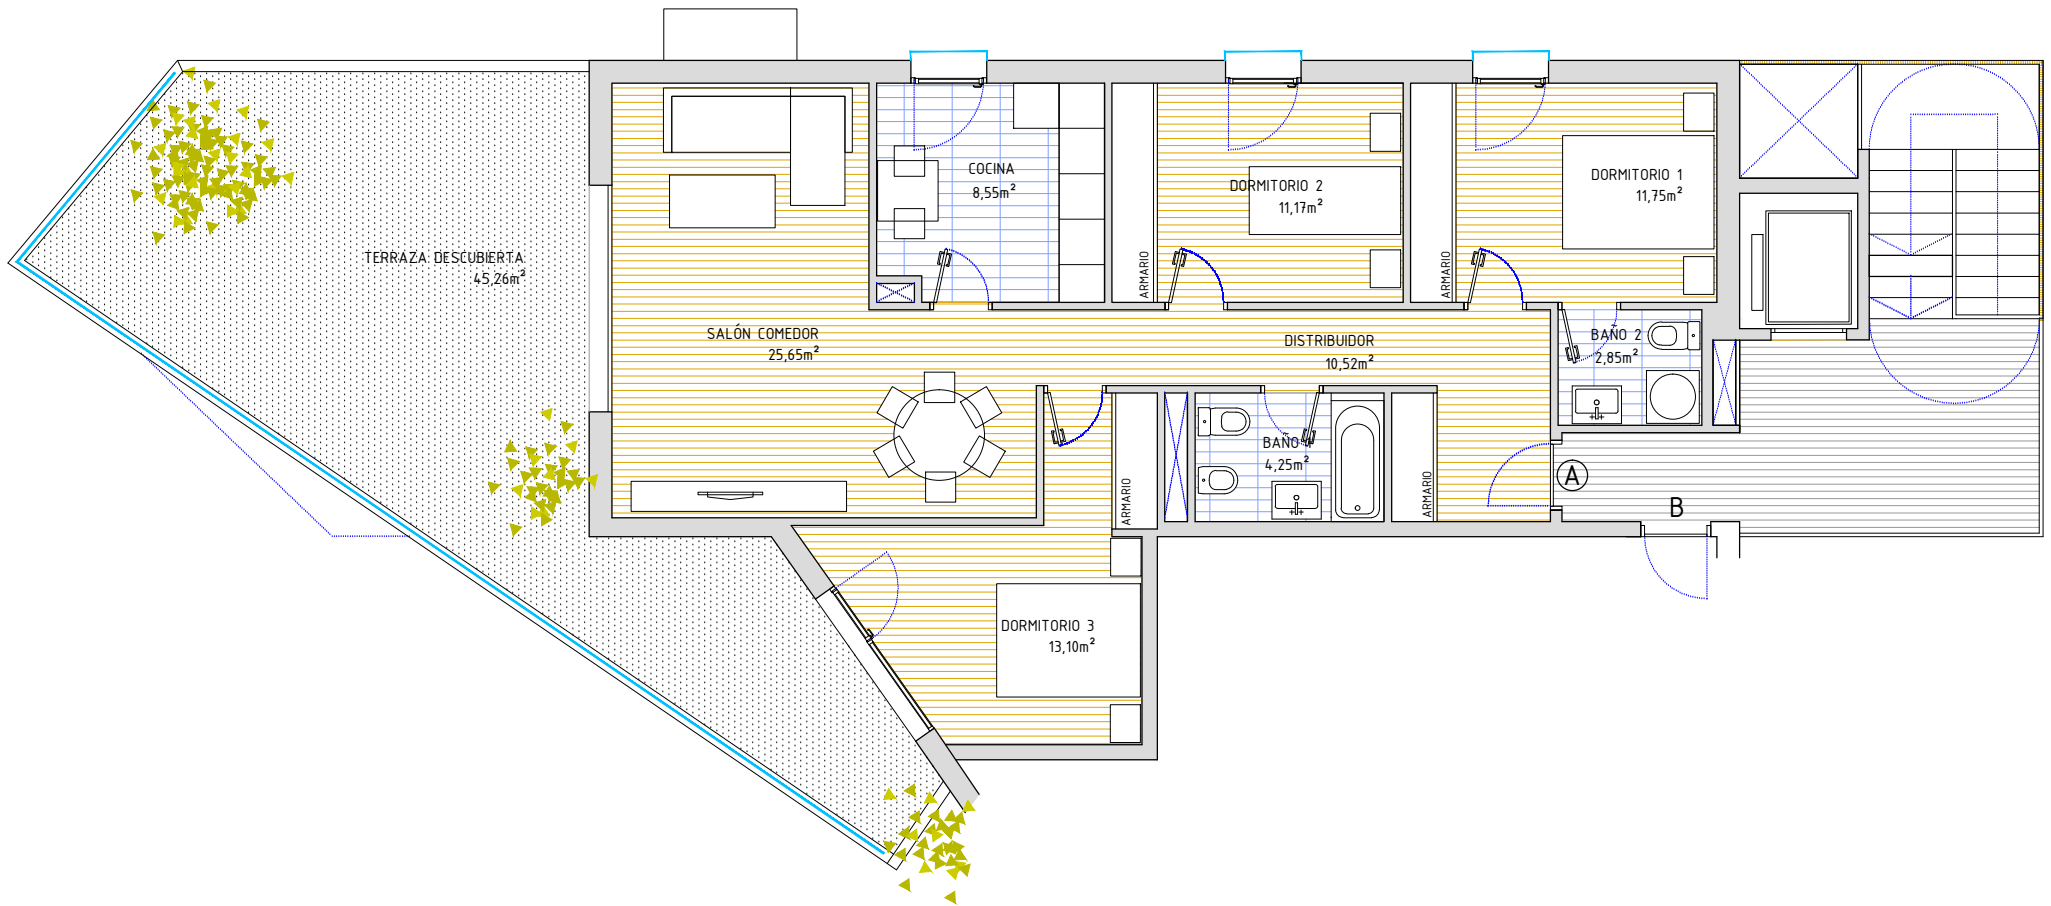 COCINA
8,55m²
DORMITORIO 2
11,17m²
DORMITORIO 1
11,75m²
TERRAZA DESCUBIERTA
45,26m²
ARMARIO
ARMARIO
SALÓN COMEDOR
25,65m²
DISTRIBUIDOR
10,52m²
BAÑO 2
2,85m²
BAÑO 1
4,25m²
ARMARIO
ARMARIO
A
B
DORMITORIO 3
13,10m²